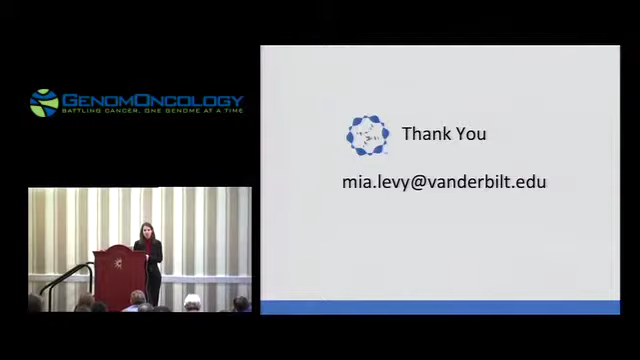 GENOMONCOLOGY
BATTLING CANCER, ONE GENOME AT A TIME
Thank You
mia.levy@vanderbilt.edu